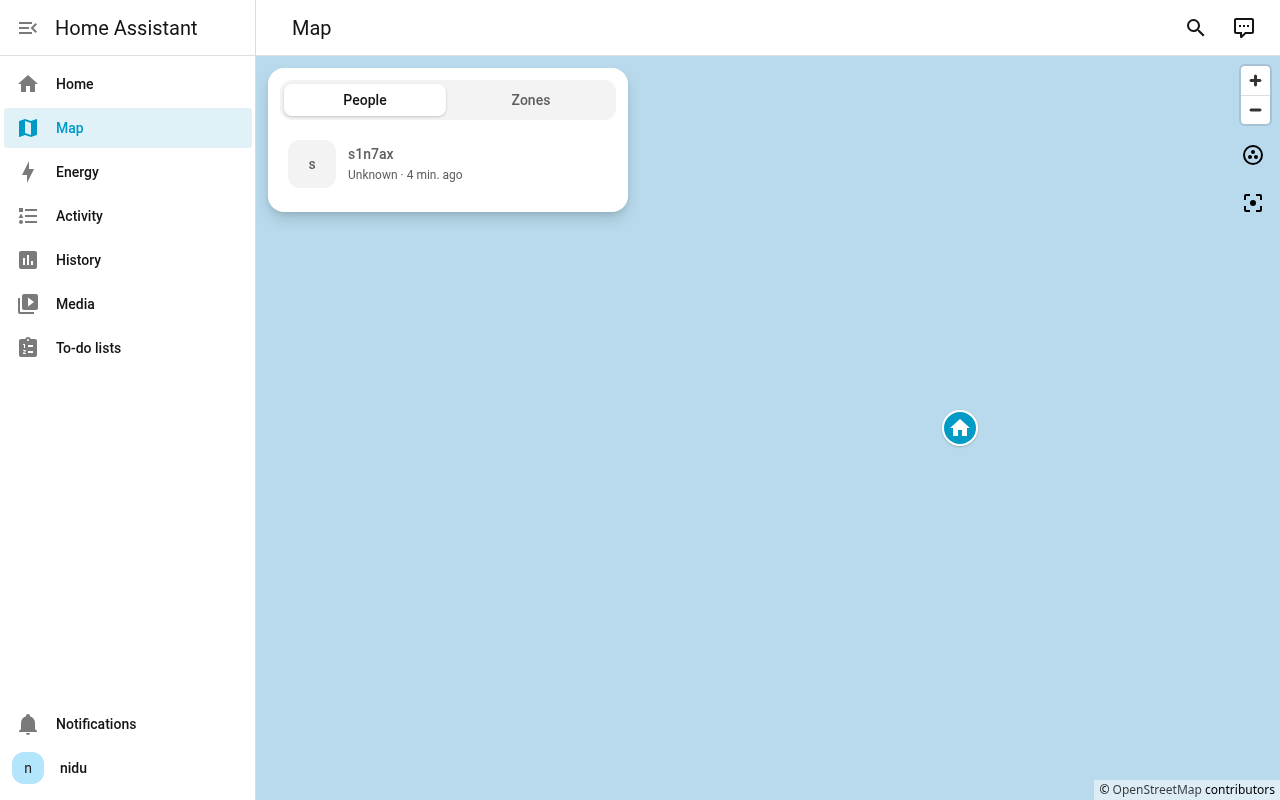 Home Assistant
Map
Home
Map
Energy
Activity
History
Media
To-do lists
Notifications
n
nidu
People
Zones
s
s1n7ax
Unknown · 4 min. ago
© OpenStreetMap contributors